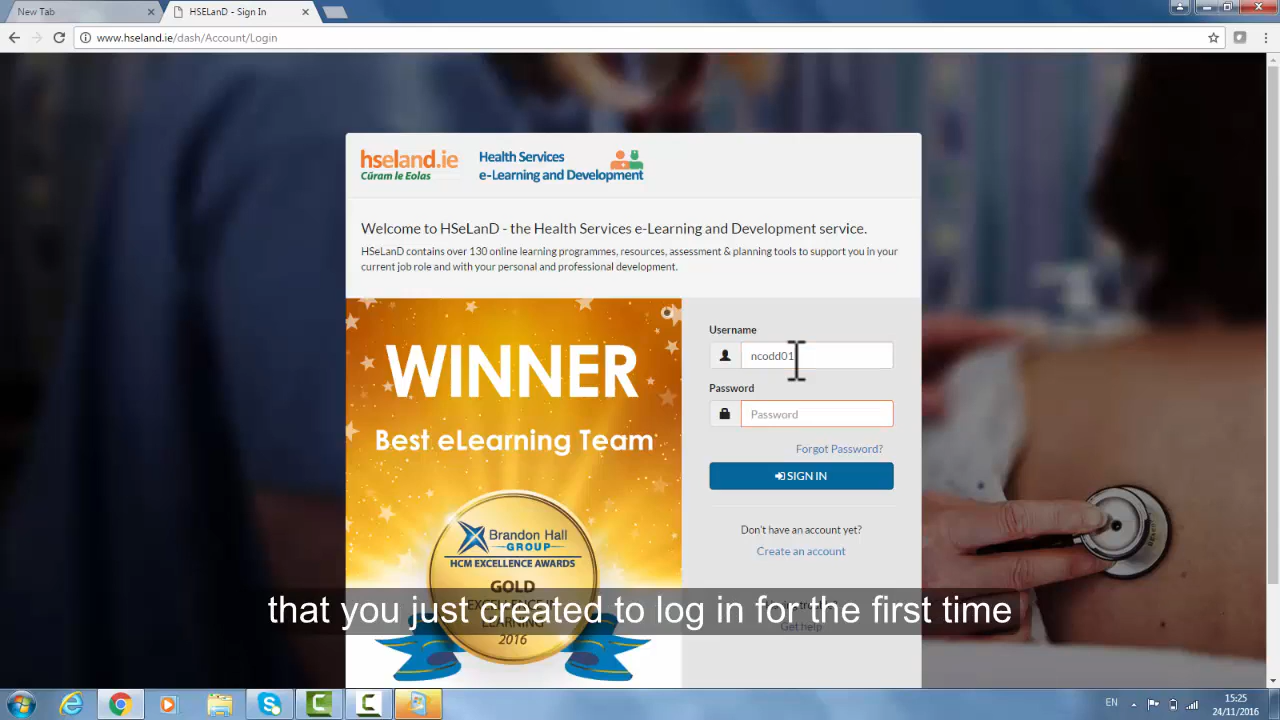 New Tab
HSELanD - Sign In
www.hseland.ie/dash/Account/Login
hseland.ie
Cúram le Eolas
Health Services
e-Learning and Development
Welcome to HSeLanD - the Health Services e-Learning and Development service.
HSeLanD contains over 130 online learning programmes, resources, assessment & planning tools to support you in your
current job role and with your personal and professional development.
WINNER
Best eLearning Team
Brandon Hall
GROUP
HCM EXCELLENCE AWARDS
GOLD
EXCELLENCE IN
LEARNING
2016
Username
ncodd01
Password
Password
Forgot Password?
SIGN IN
Don't have an account yet?
Create an account
Get help
that you just created to log in for the first time
EN
15:25
24/11/2016